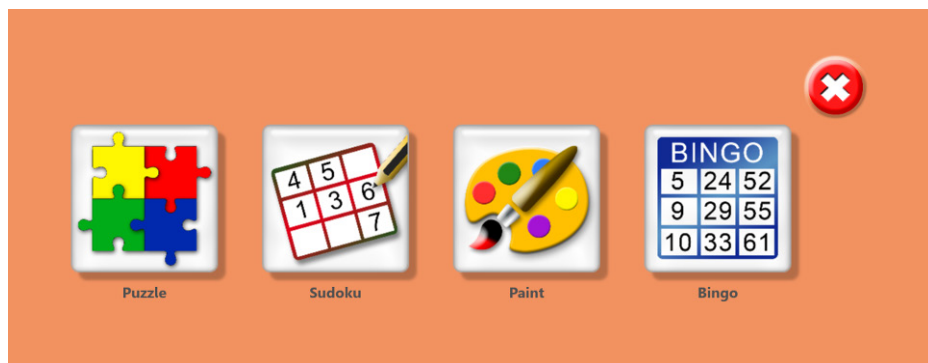 4 5
1 3 6
7
BINGO
5 24 52
9 29 55
10 33 61
Puzzle
Sudoku
Paint
Bingo